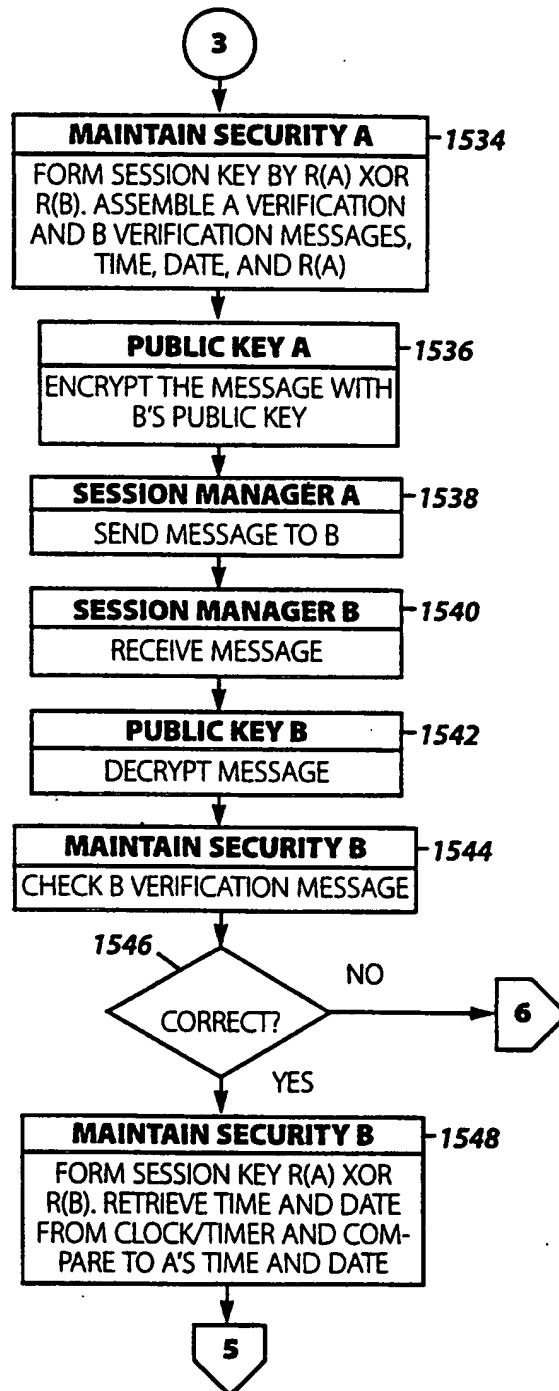 3
MAINTAIN SECURITY A
1534
FORM SESSION KEY BY R(A) XOR
R(B). ASSEMBLE A VERIFICATION
AND B VERIFICATION MESSAGES,
TIME, DATE, AND R(A)
PUBLIC KEY A
1536
ENCRYPT THE MESSAGE WITH
B'S PUBLIC KEY
SESSION MANAGER A
1538
SEND MESSAGE TO B
SESSION MANAGER B
1540
RECEIVE MESSAGE
PUBLIC KEY B
1542
DECRYPT MESSAGE
MAINTAIN SECURITY B
1544
CHECK B VERIFICATION MESSAGE
1546
NO
CORRECT?
6
YES
MAINTAIN SECURITY B
1548
FORM SESSION KEY R(A) XOR
R(B). RETRIEVE TIME AND DATE
FROM CLOCK/TIMER AND COM-
PARE TO A'S TIME AND DATE
5